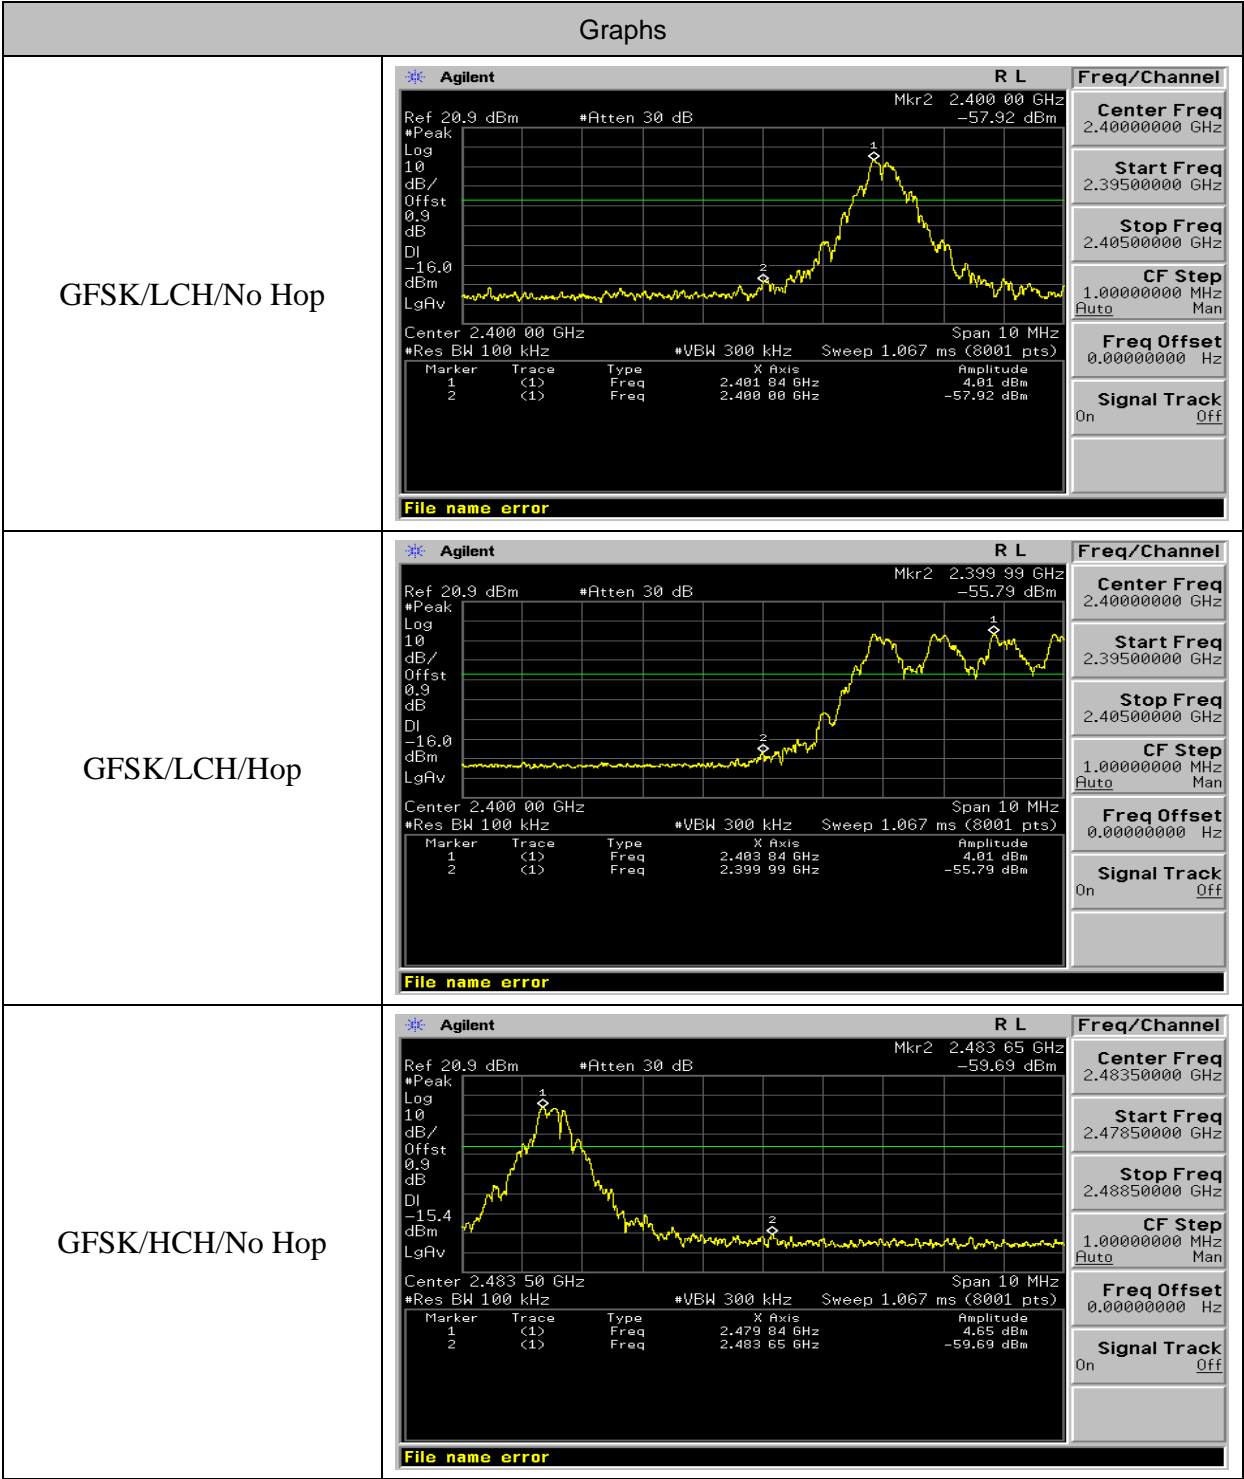 Graphs
GFSK/LCH/No Hop
Agilent R L Freq/Channel
Mkr2 2.400 00 GHz
Ref 20.9 dBm #Atten 30 dB -57.92 dBm
#Peak
Log
10
dB/
Offst
0.9
dB
DI
-16.0
dBm
LgAv
1
2
Center 2.400 00 GHz Span 10 MHz
#Res BW 100 kHz #VBW 300 kHz Sweep 1.067 ms (8001 pts)
Marker Trace Type X Axis Amplitude
1 (1) Freq 2.401 84 GHz 4.01 dBm
2 (1) Freq 2.400 00 GHz -57.92 dBm
File name error
Center Freq
2.40000000 GHz
Start Freq
2.39500000 GHz
Stop Freq
2.40500000 GHz
CF Step
1.00000000 MHz
Auto Man
Freq Offset
0.00000000 Hz
Signal Track
On Off
GFSK/LCH/Hop
Agilent R L Freq/Channel
Mkr2 2.399 99 GHz
Ref 20.9 dBm #Atten 30 dB -55.79 dBm
#Peak
Log
10
dB/
Offst
0.9
dB
DI
-16.0
dBm
LgAv
1
2
Center 2.400 00 GHz Span 10 MHz
#Res BW 100 kHz #VBW 300 kHz Sweep 1.067 ms (8001 pts)
Marker Trace Type X Axis Amplitude
1 (1) Freq 2.403 84 GHz 4.01 dBm
2 (1) Freq 2.399 99 GHz -55.79 dBm
File name error
Center Freq
2.40000000 GHz
Start Freq
2.39500000 GHz
Stop Freq
2.40500000 GHz
CF Step
1.00000000 MHz
Auto Man
Freq Offset
0.00000000 Hz
Signal Track
On Off
GFSK/HCH/No Hop
Agilent R L Freq/Channel
Mkr2 2.483 65 GHz
Ref 20.9 dBm #Atten 30 dB -59.69 dBm
#Peak
Log
10
dB/
Offst
0.9
dB
DI
-15.4
dBm
LgAv
1
2
Center 2.483 50 GHz Span 10 MHz
#Res BW 100 kHz #VBW 300 kHz Sweep 1.067 ms (8001 pts)
Marker Trace Type X Axis Amplitude
1 (1) Freq 2.479 84 GHz 4.65 dBm
2 (1) Freq 2.483 65 GHz -59.69 dBm
File name error
Center Freq
2.48350000 GHz
Start Freq
2.47850000 GHz
Stop Freq
2.48850000 GHz
CF Step
1.00000000 MHz
Auto Man
Freq Offset
0.00000000 Hz
Signal Track
On Off